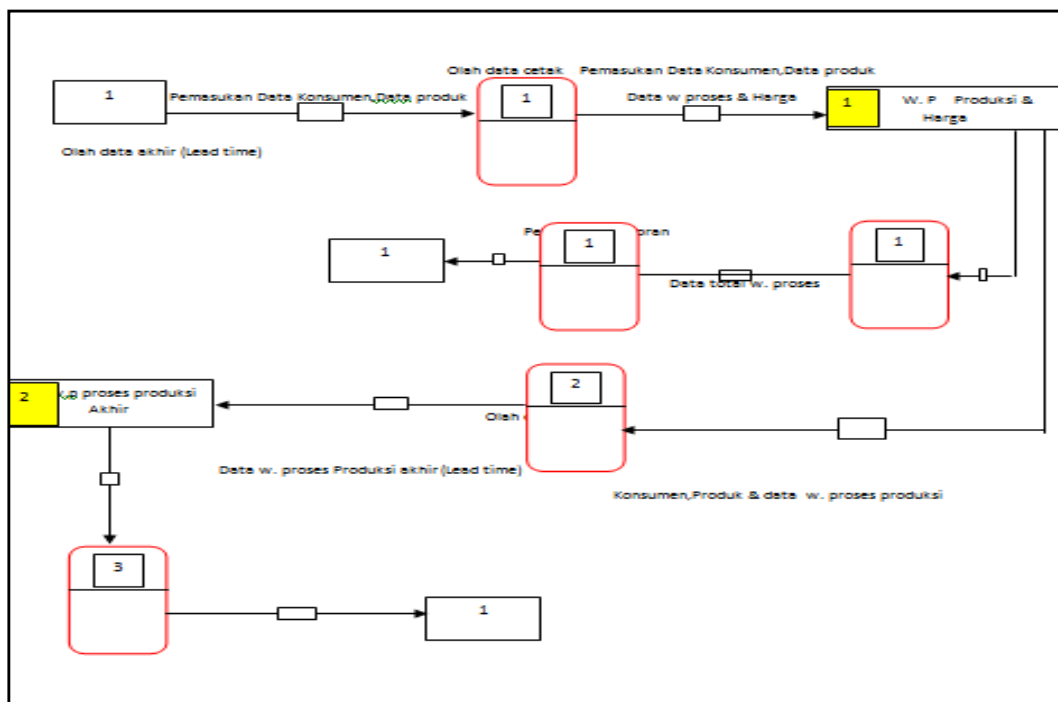 Olah data cetak Pemasukan Data Konsumen,Data produk
1
Pemasukan Data Konsumen,Data produk
1
Data w proses & Harga
1
W. P Produksi &
Harga
Olah data akhir (Lead time)
1
1
1
Data total w. proses
2
proses produksi
Akhir
2
Olah
Data w. proses Produksi akhir (Lead time)
Konsumen,Produk & data w. proses produksi
3
1